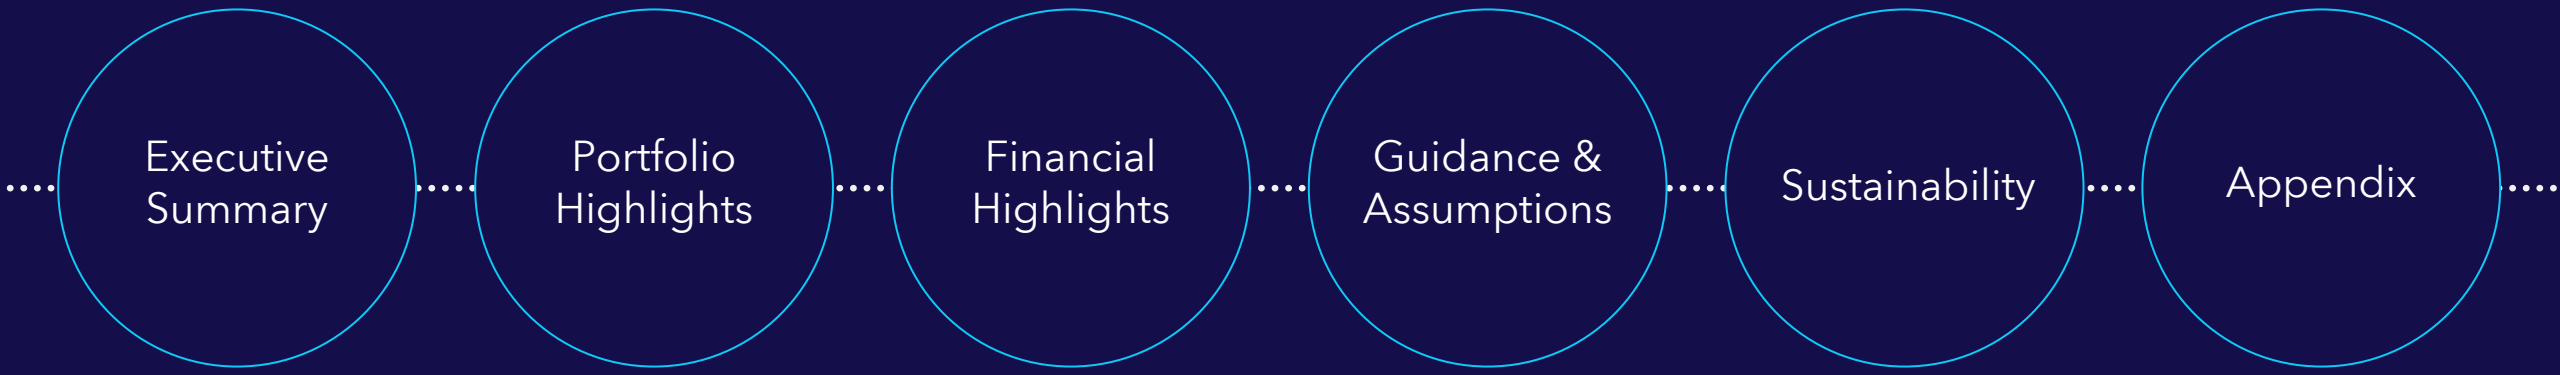 Executive
Summary
Portfolio
Highlights
Financial
Highlights
Guidance &
Assumptions
Sustainability
Appendix